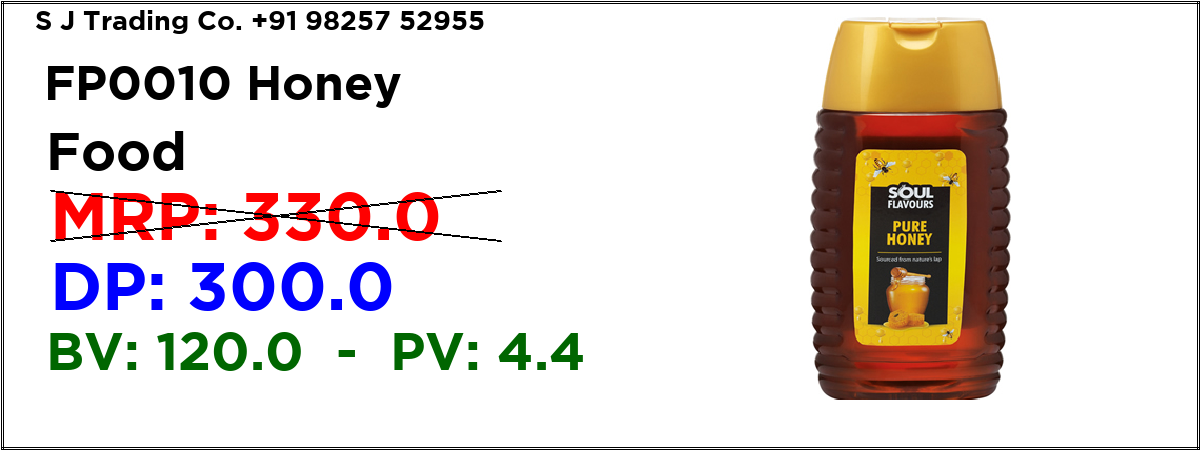 S J Trading Co. +91 98257 52955
FP0010 Honey
Food
MRP: 330.0
DP: 300.0
BV: 120.0 - PV: 4.4
SOUL
FLAVOURS
PURE
HONEY
Sourced from nature's lap